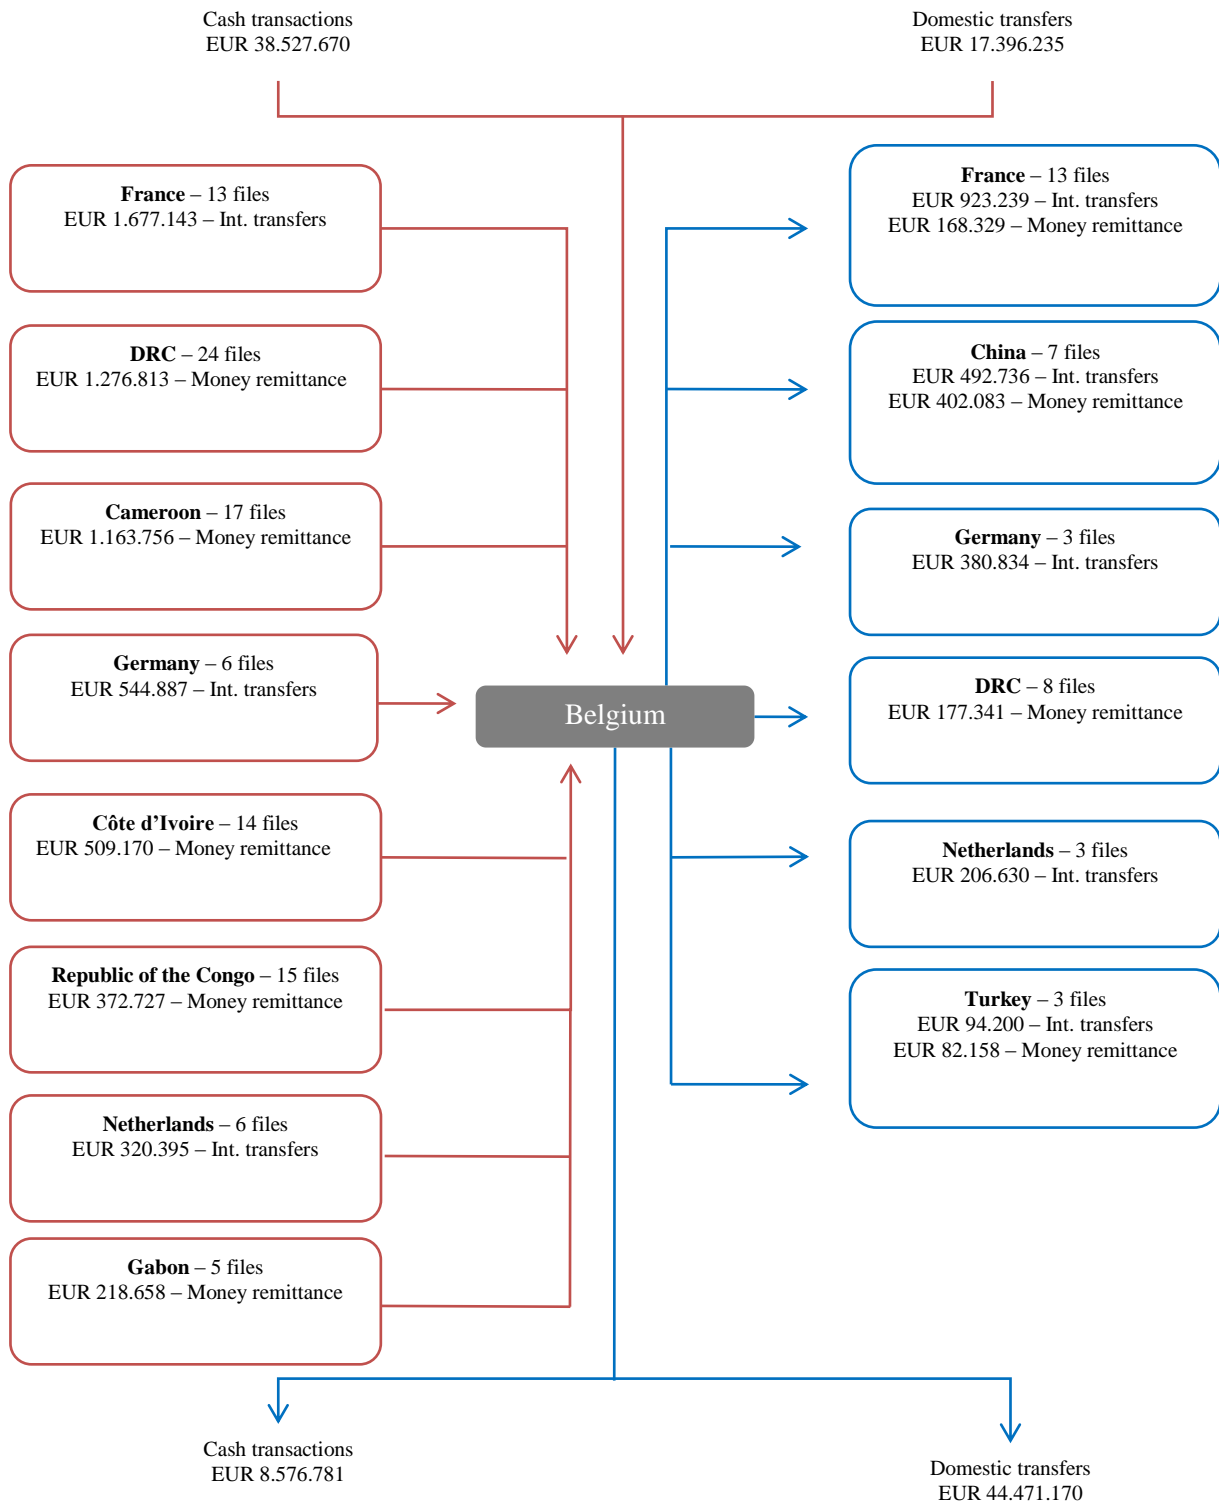 Cash transactions
EUR 38.527.670
Domestic transfers
EUR 17.396.235
France – 13 files
EUR 1.677.143 – Int. transfers
DRC – 24 files
EUR 1.276.813 – Money remittance
Cameroon – 17 files
EUR 1.163.756 – Money remittance
Germany – 6 files
EUR 544.887 – Int. transfers
Côte d’Ivoire – 14 files
EUR 509.170 – Money remittance
Republic of the Congo – 15 files
EUR 372.727 – Money remittance
Netherlands – 6 files
EUR 320.395 – Int. transfers
Gabon – 5 files
EUR 218.658 – Money remittance
Belgium
France – 13 files
EUR 923.239 – Int. transfers
EUR 168.329 – Money remittance
China – 7 files
EUR 492.736 – Int. transfers
EUR 402.083 – Money remittance
Germany – 3 files
EUR 380.834 – Int. transfers
DRC – 8 files
EUR 177.341 – Money remittance
Netherlands – 3 files
EUR 206.630 – Int. transfers
Turkey – 3 files
EUR 94.200 – Int. transfers
EUR 82.158 – Money remittance
Cash transactions
EUR 8.576.781
Domestic transfers
EUR 44.471.170